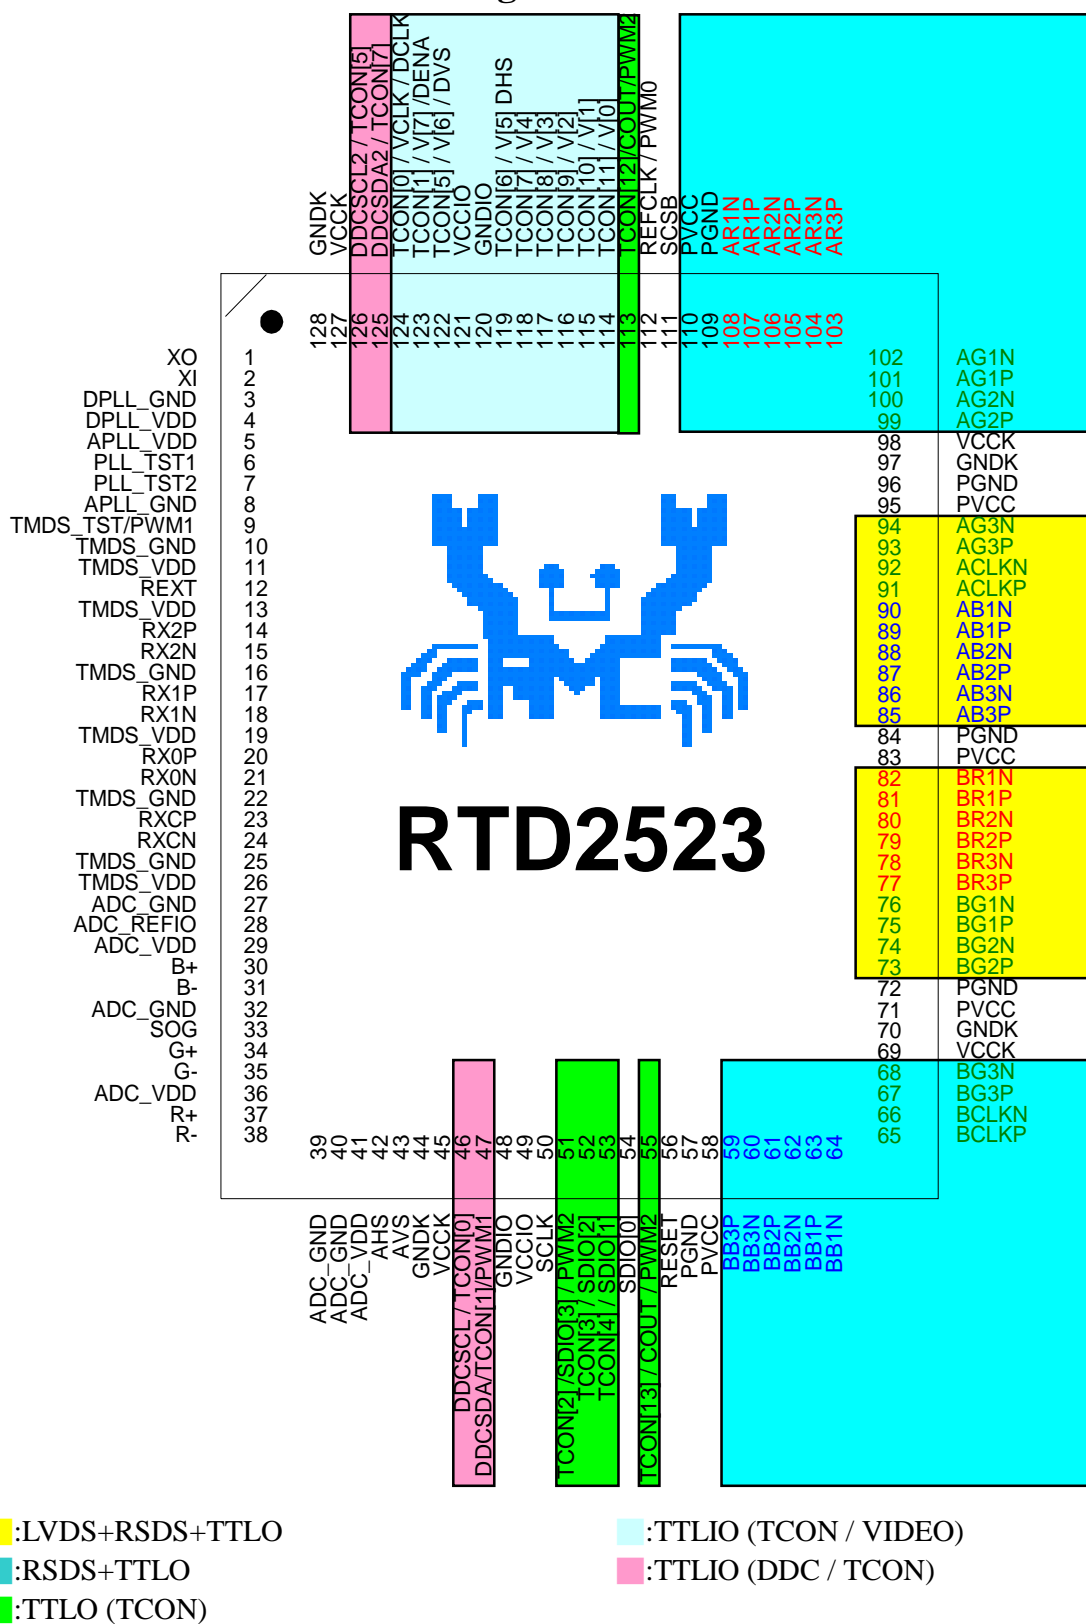 GNDK
VCCK
DDCSCL2 / TCON[5]
DDCSDA2 / TCON[7]
TCON[0] / VCLK / DCLK
TCON[1] / V[7] /DENA
TCON[5] / V[6] / DVS
VCCIO
GNDIO
TCON[6] / V[5] DHS
TCON[7] / V[4]
TCON[8] / V[3]
TCON[9] / V[2]
TCON[10] / V[1]
TCON[11] / V[0]
TCON[12] /COUT/PWM2
REFCLK / PWM0
SCSB
PVCC
PGND
AR1N
AR1P
AR2N
AR2P
AR3N
AR3P
128
127
126
125
124
123
122
121
120
119
118
117
116
115
114
113
112
111
110
109
108
107
106
105
104
103
XO 1
XI 2
DPLL_GND 3
DPLL_VDD 4
APLL_VDD 5
PLL_TST1 6
PLL_TST2 7
APLL_GND 8
TMDS_TST/PWM1 9
TMDS_GND 10
TMDS_VDD 11
REXT 12
TMDS_VDD 13
RX2P 14
RX2N 15
TMDS_GND 16
RX1P 17
RX1N 18
TMDS_VDD 19
RX0P 20
RX0N 21
TMDS_GND 22
RXCP 23
RXCN 24
TMDS_GND 25
TMDS_VDD 26
ADC_GND 27
ADC_REFIO 28
ADC_VDD 29
B+ 30
B- 31
ADC_GND 32
SOG 33
G+ 34
G- 35
ADC_VDD 36
R+ 37
R- 38
RTD2523
102 AG1N
101 AG1P
100 AG2N
99 AG2P
98 VCCK
97 GNDK
96 PGND
95 PVCC
94 AG3N
93 AG3P
92 ACLKN
91 ACLKP
90 AB1N
89 AB1P
88 AB2N
87 AB2P
86 AB3N
85 AB3P
84 PGND
83 PVCC
82 BR1N
81 BR1P
80 BR2N
79 BR2P
78 BR3N
77 BR3P
76 BG1N
75 BG1P
74 BG2N
73 BG2P
72 PGND
71 PVCC
70 GNDK
69 VCCK
68 BG3N
67 BG3P
66 BCLKN
65 BCLKP
39
40
41
42
43
44
45
46
47
48
49
50
51
52
53
54
55
56
57
58
59
60
61
62
63
64
ADC_GND
ADC_GND
ADC_VDD
AHS
AVS
GNDK
VCCK
DDCSCL / TCON[0]
DDCSDA/TCON[1]/PWM1
GNDIO
VCCIO
SCLK
TCON[2] /SDIO[3] / PWM2
TCON[3] / SDIO[2]
TCON[4] / SDIO[1]
SDIO[0]
TCON[13] / COUT / PWM2
RESET
PGND
PVCC
BB3P
BB3N
BB2P
BB2N
BB1P
BB1N
:LVDS+RSDS+TTLO
:RSDS+TTLO
:TTLO (TCON)
:TTLIO (TCON / VIDEO)
:TTLIO (DDC / TCON)